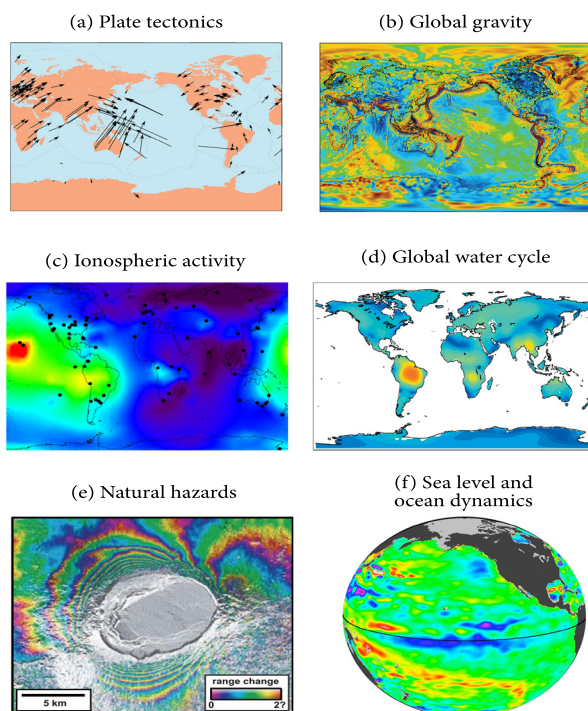 (a) Plate tectonics
(b) Global gravity
(c) Ionospheric activity
(d) Global water cycle
(e) Natural hazards
(f) Sea level and
ocean dynamics
range change
5 km
0
2?